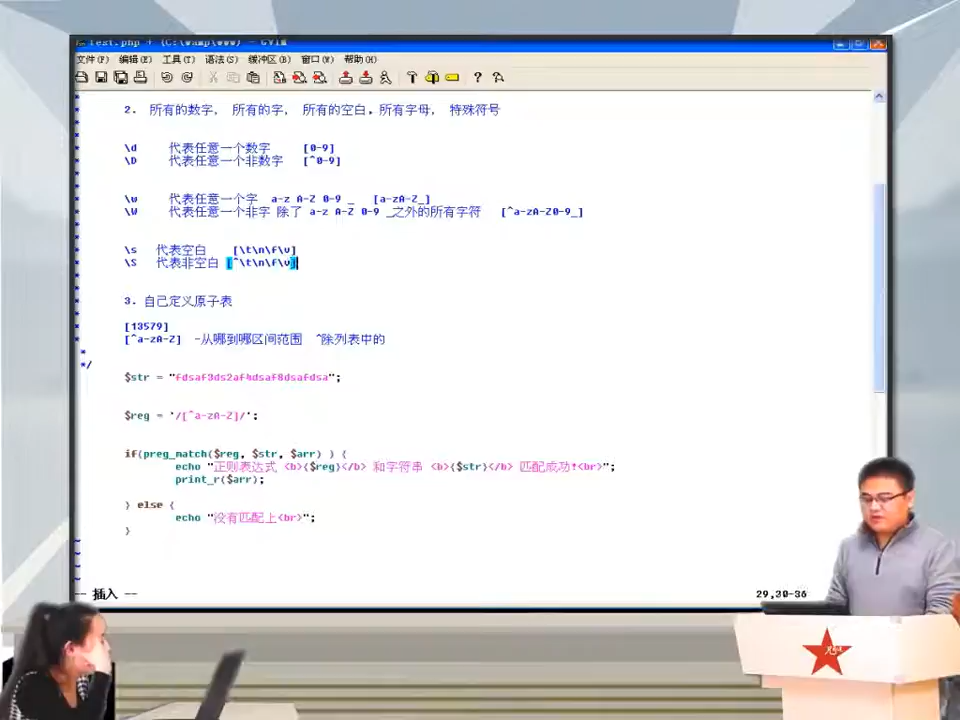 test.php + (C:\wamp\www) - GVIM
文件(F) 编辑(E) 工具(T) 语法(S) 缓冲区(B) 窗口(W) 帮助(H)
*
* 2. 所有的数字, 所有的字, 所有的空白。所有字母, 特殊符号
*
*
* \d 代表任意一个数字 [0-9]
* \D 代表任意一个非数字 [^0-9]
*
*
* \w 代表任意一个字 a-z A-Z 0-9 _ [a-zA-Z_]
* \W 代表任意一个非字 除了 a-z A-Z 0-9 _之外的所有字符 [^a-zA-Z0-9_]
*
*
* \s 代表空白 [\t\n\f\v]
* \S 代表非空白 [^\t\n\f\v]
*
*
* 3. 自己定义原子表
*
* [13579]
* [^a-zA-Z] -从哪到哪区间范围 ^除列表中的
*
*/
$str = "fdsaf3ds2af4dsaf8dsafdsa";
$reg = '/[^a-zA-Z]/';
if(preg_match($reg, $str, $arr) ) {
echo "正则表达式 <b>{$reg}</b> 和字符串 <b>{$str}</b> 匹配成功!<br>";
print_r($arr);
} else {
echo "没有匹配上<br>";
}
~
~
~
~
-- 插入 -- 29,30-36